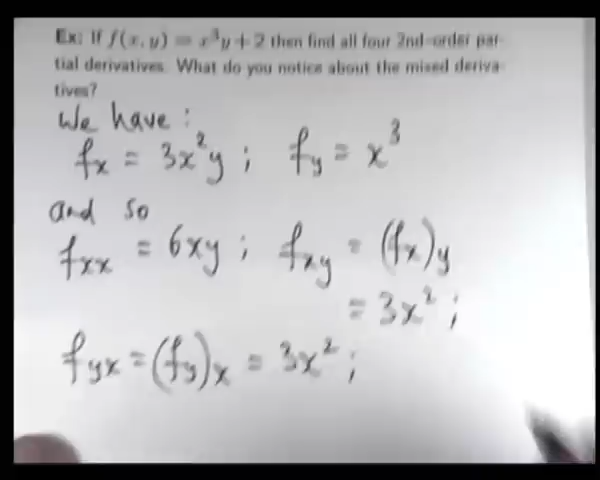 Ex: If f(x, y) = x³y + 2 then find all four 2nd-order par-
tial derivatives. What do you notice about the mixed deriva-
tives?
We have :
fx = 3x²y ; fy = x³
and so
fxx = 6xy ; fxy = (fx)y
= 3x² ;
fyx = (fy)x = 3x² ;